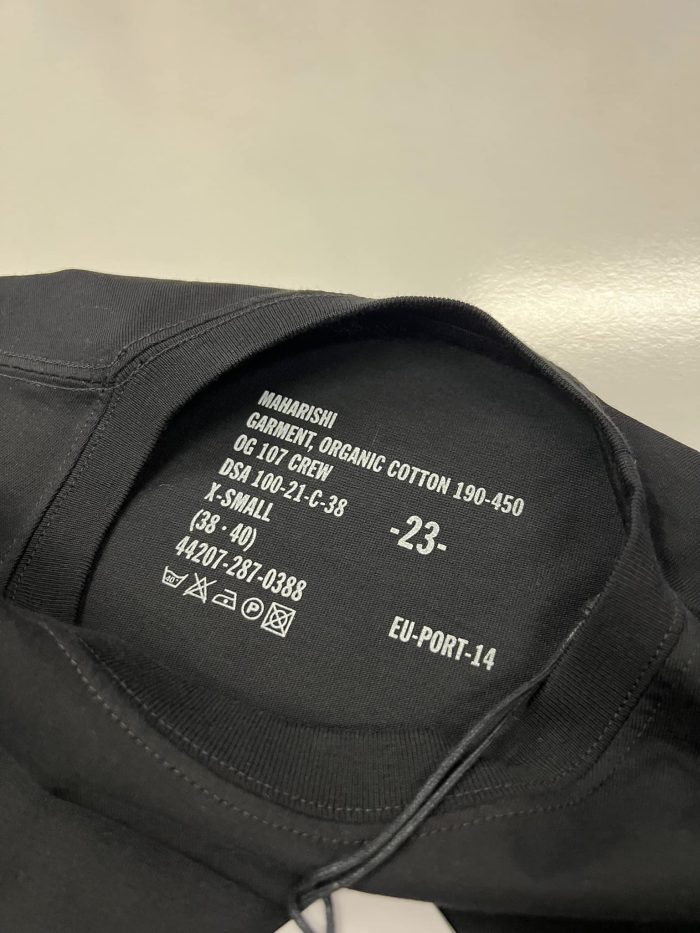 MAHARISHI
GARMENT, ORGANIC COTTON 190-450
OG 107 CREW
DSA 100-21-C-38
X-SMALL
(38 · 40)
44207-287-0388
-23-
40°
P
EU-PORT-14